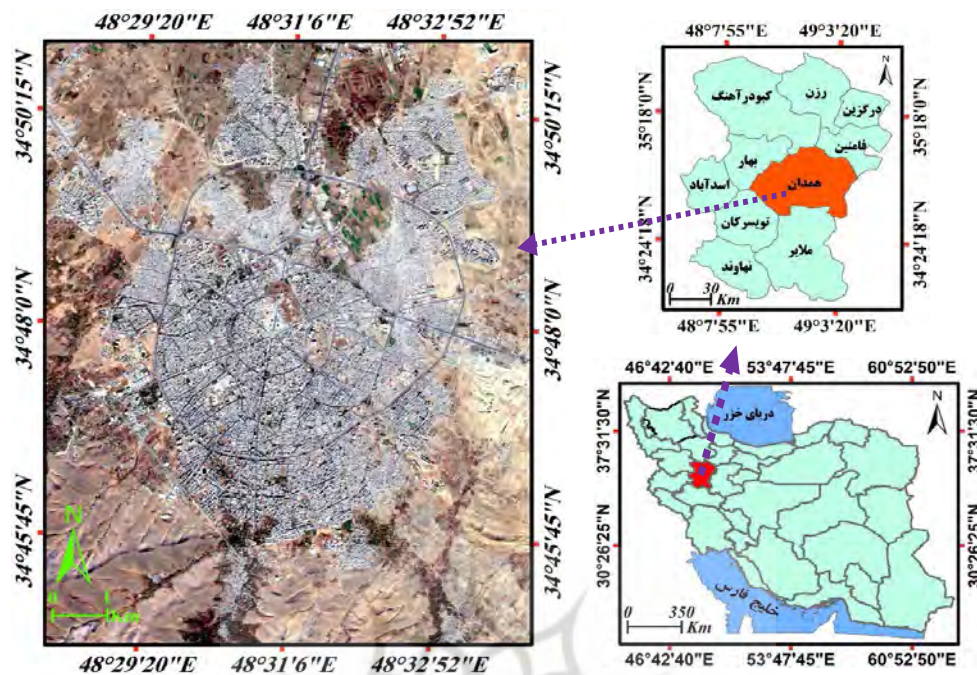 48°29'20"E 48°31'6"E 48°32'52"E
34°50'15"N 34°50'15"N
34°48'0"N 34°48'0"N
34°45'45"N 34°45'45"N
N
0 1
Km
48°29'20"E 48°31'6"E 48°32'52"E
48°7'55"E 49°3'20"E
N
35°18'0"N 35°18'0"N
34°24'18"N 34°24'18"N
کبودرآهنگ
رزن
درگزین
فامنین
بهار
همدان
اسدآباد
تویسرکان
ملایر
نهاوند
0 30
Km
48°7'55"E 49°3'20"E
46°42'40"E 53°47'45"E 60°52'50"E
دریای خزر
N
37°31'30"N 37°31'30"N
30°26'25"N 30°26'25"N
خلیج فارس
0 350
Km
46°42'40"E 53°47'45"E 60°52'50"E